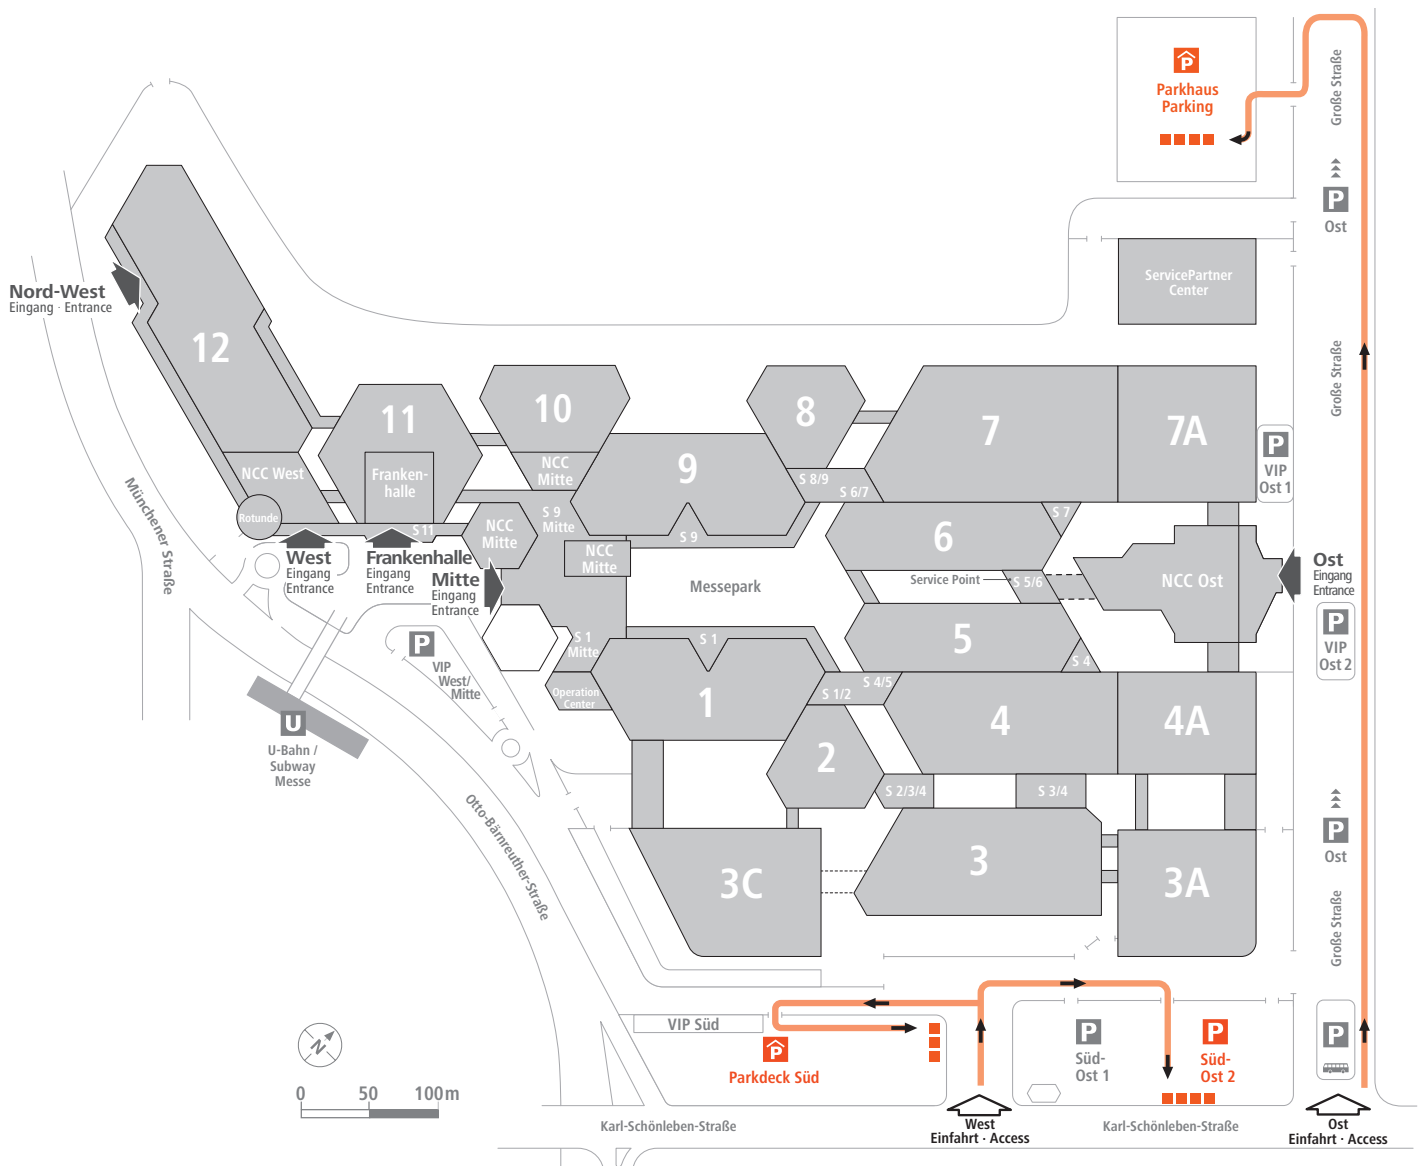 P
Parkhaus
Parking
Große Straße
P
Ost
ServicePartner
Center
Nord-West
Eingang · Entrance
12
11
10
8
7
7A
Große Straße
9
P
VIP
Ost 1
NCC West
Franken-
halle
NCC
Mitte
S 8/9
S 6/7
Rotunde
S 11
NCC
Mitte
S 9
Mitte
S 9
NCC
Mitte
6
S 7
Münchener Straße
West
Eingang
Entrance
Frankenhalle
Eingang
Entrance
Mitte
Eingang
Entrance
Messepark
Service Point
S 5/6
NCC Ost
Ost
Eingang
Entrance
P
VIP
Ost 2
P
VIP
West/
Mitte
S 1
Mitte
S 1
5
S 4
Operation
Center
1
S 1/2
S 4/5
4
4A
U
U-Bahn /
Subway
Messe
2
S 2/3/4
S 3/4
P
Ost
Otto-Bärnreuther-Straße
3C
3
3A
Große Straße
VIP Süd
P
Parkdeck Süd
P
Süd-
Ost 1
P
Süd-
Ost 2
P
N
0 50 100 m
Karl-Schönleben-Straße
West
Einfahrt · Access
Karl-Schönleben-Straße
Ost
Einfahrt · Access